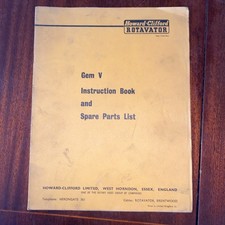 Howard-Clifford
ROTAVATOR
Gem V
Instruction Book
and
Spare Parts List
HOWARD-CLIFFORD LIMITED, WEST HORNDON, ESSEX, ENGLAND